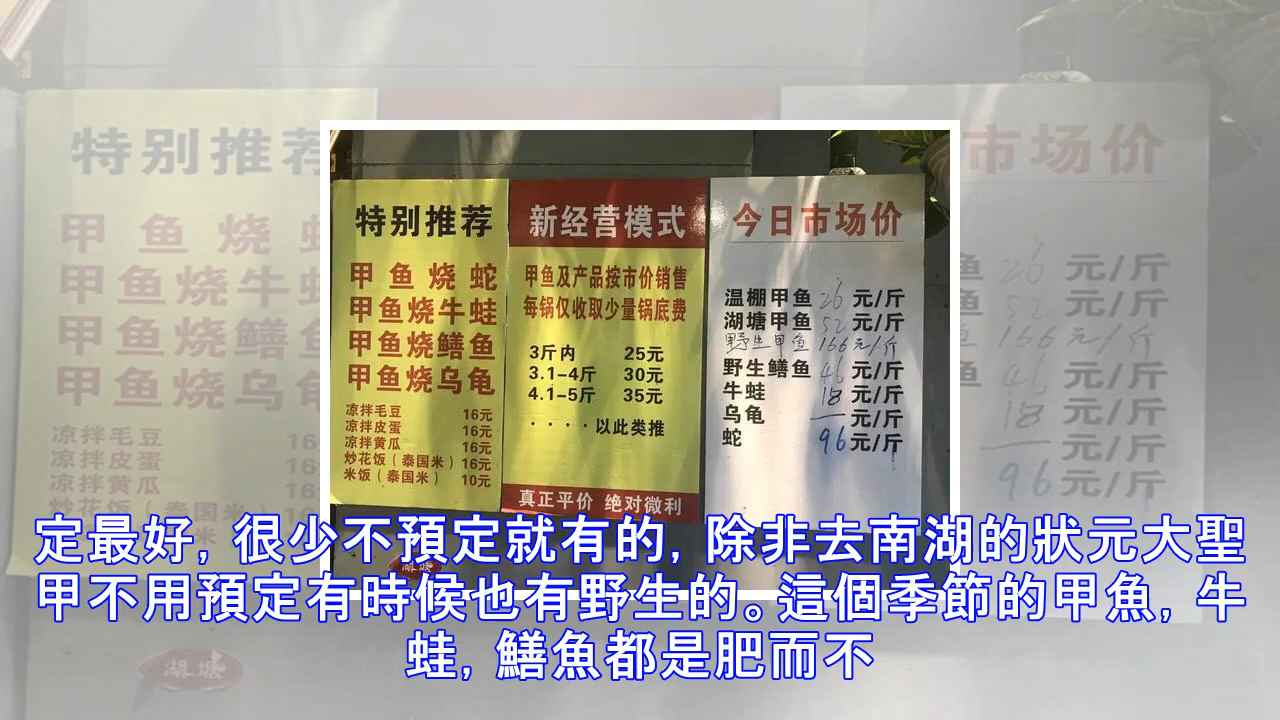 特别推荐
甲鱼烧蛇
甲鱼烧牛蛙
甲鱼烧鳝鱼
甲鱼烧乌龟
凉拌毛豆 16元
凉拌皮蛋 16元
凉拌黄瓜 16元
炒花饭（泰国米）16元
米饭（泰国米） 10元
新经营模式
甲鱼及产品按市价销售
每锅仅收取少量锅底费
3斤内 25元
3.1-4斤 30元
4.1-5斤 35元
····以此类推
真正平价 绝对微利
今日市场价
温棚甲鱼 26 元/斤
湖塘甲鱼 52 元/斤
野生甲鱼 166元/斤
野生鳝鱼 46 元/斤
牛蛙 18 元/斤
乌龟 — 元/斤
蛇 96 元/斤
湖塘
定最好, 很少不預定就有的, 除非去南湖的狀元大聖
甲不用預定有時候也有野生的。這個季節的甲魚, 牛
蛙, 鱔魚都是肥而不